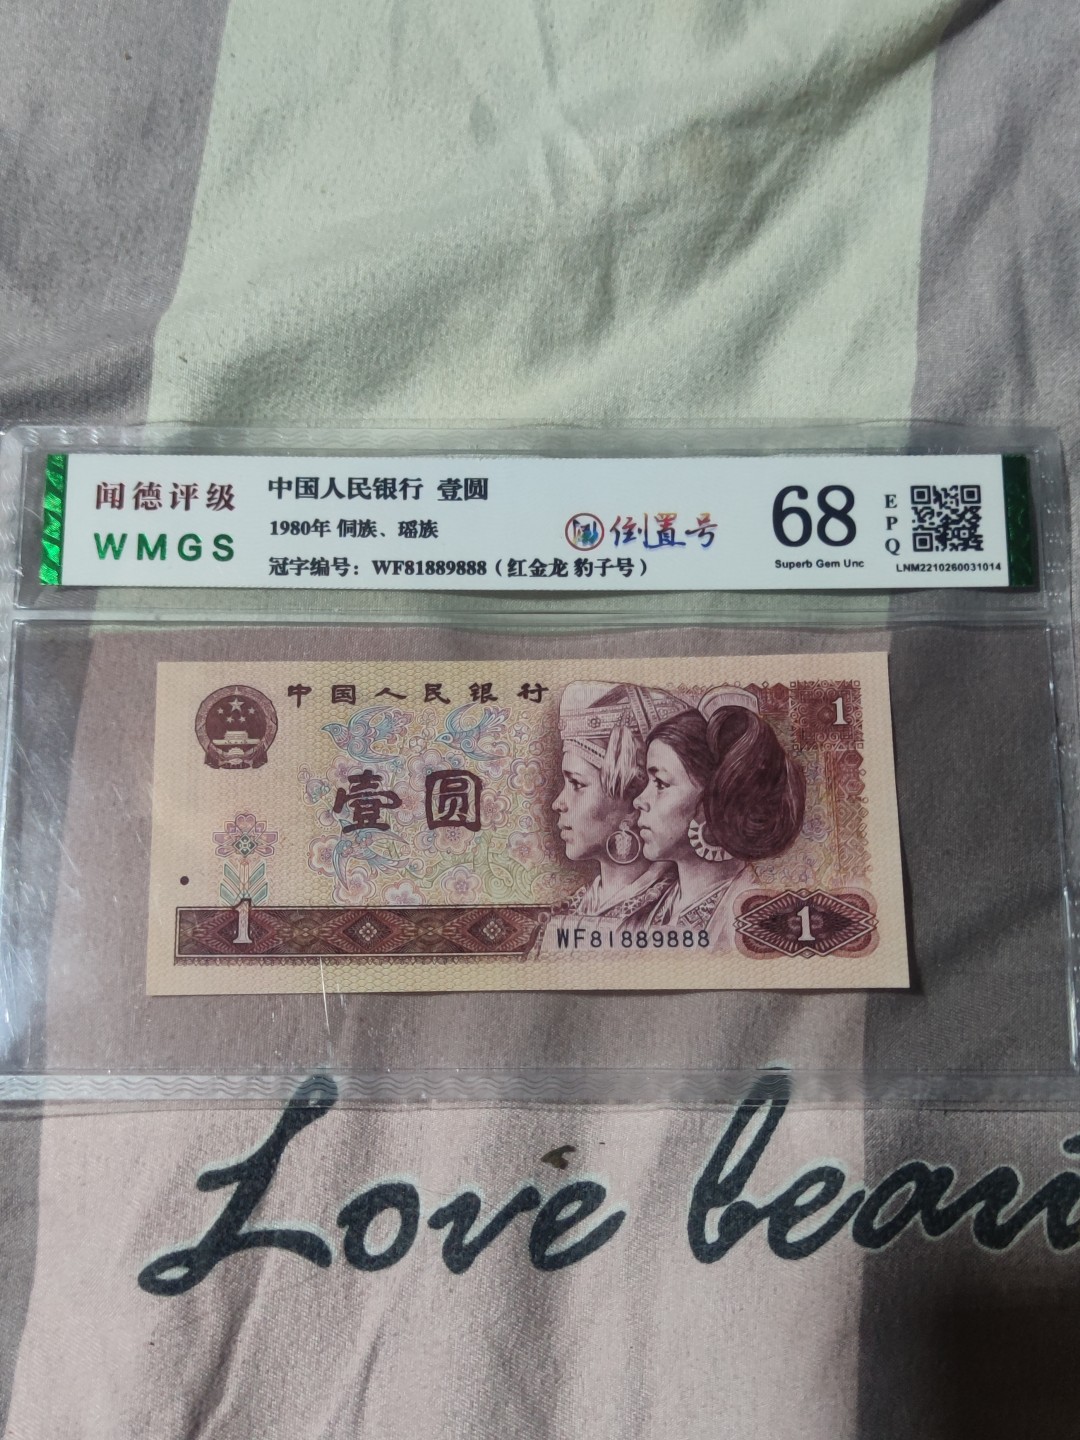 闻德评级
WMGS
中国人民银行 壹圆
1980年 侗族、瑶族
冠字编号：WF81889888（红金龙 豹子号）
闻 倒置号
68
Superb Gem Unc
EPQ
LNM2210260031014
中国人民银行
壹圆
1
1
WF81889888
1
Love beau